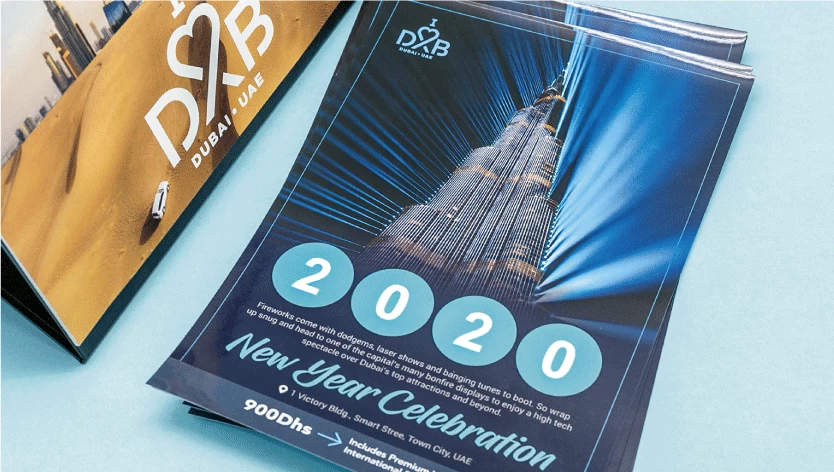 I
D B
DUBAI • UAE
I
D B
DUBAI • UAE
2020
Fireworks come with dodgems, laser shows and banging tunes to boot. So wrap
up snug and head to one of the capital's many bonfire displays to enjoy a high tech
spectacle over Dubai's top attractions and beyond.
New Year Celebration
1 Victory Bldg., Smart Stree, Town City, UAE
900Dhs
Includes Premium
International